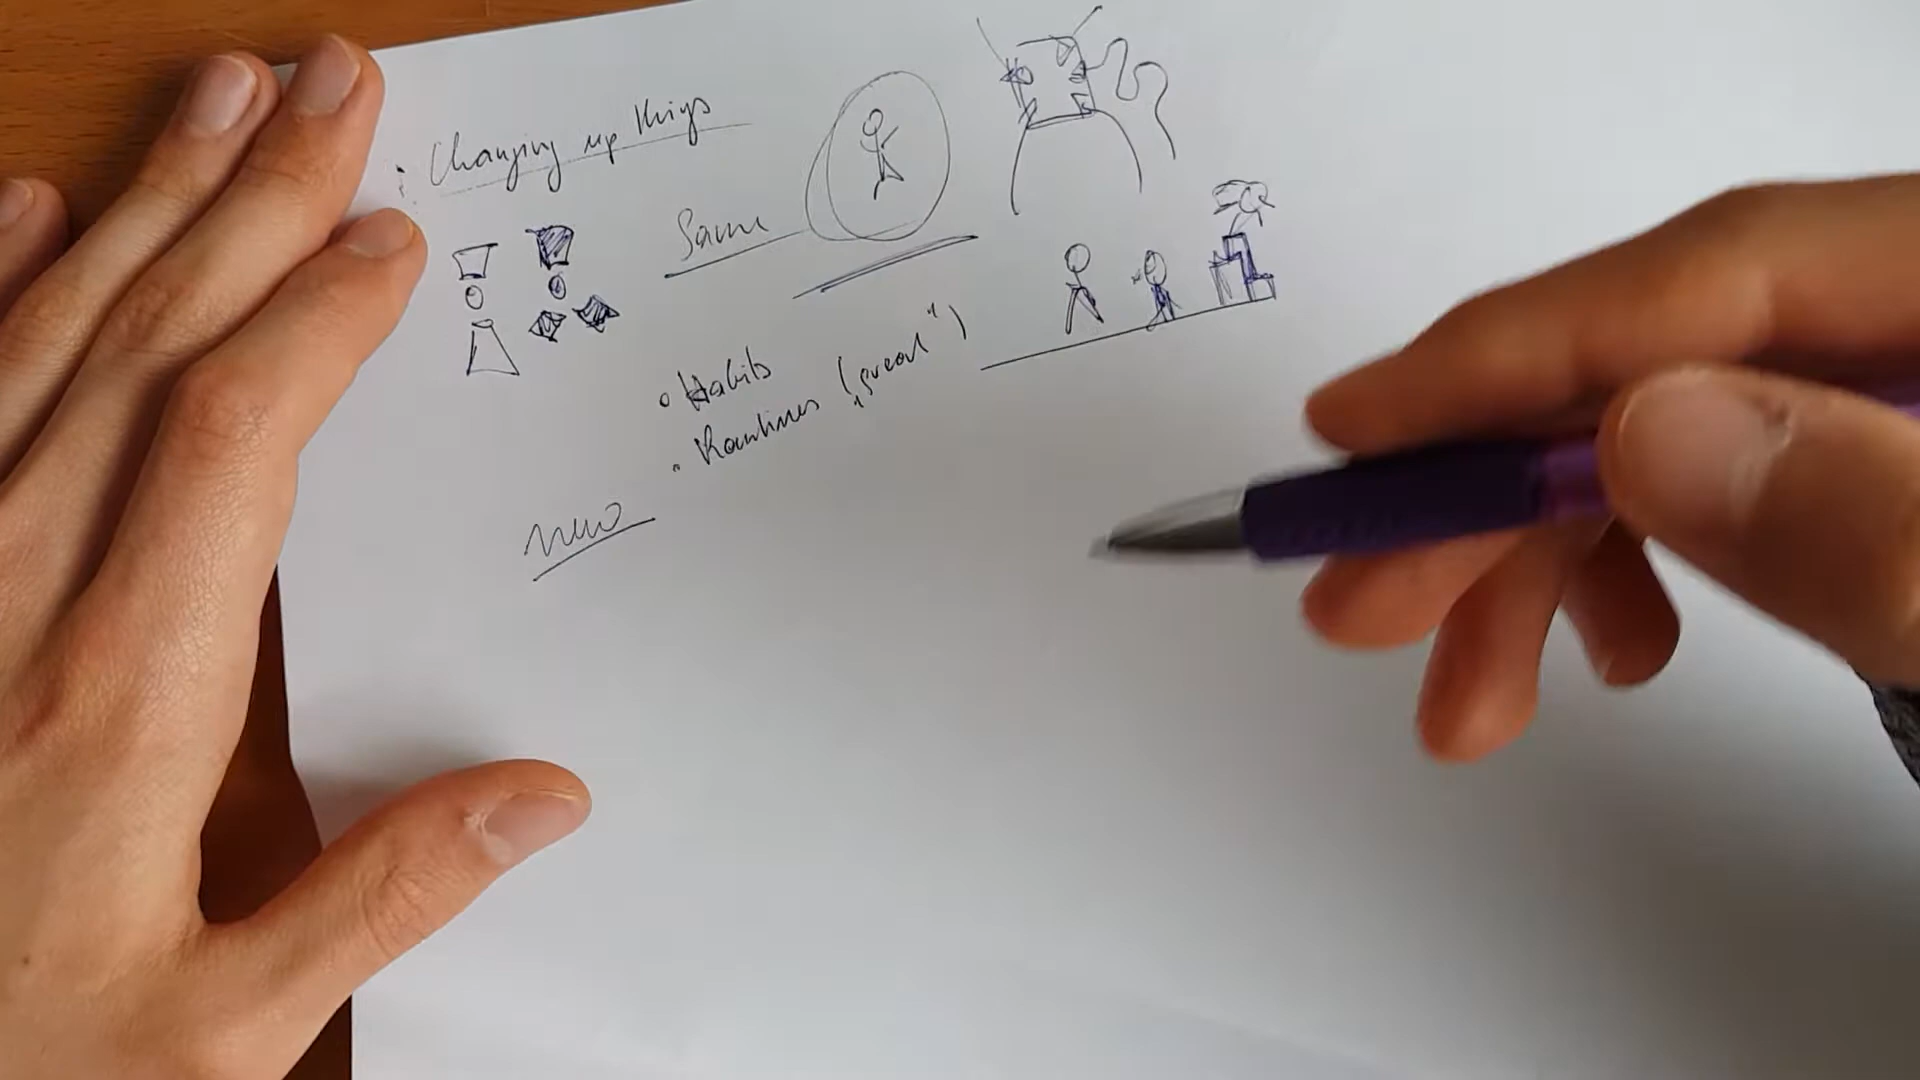 Changing up things
Same
Habits
Routines („great")
new